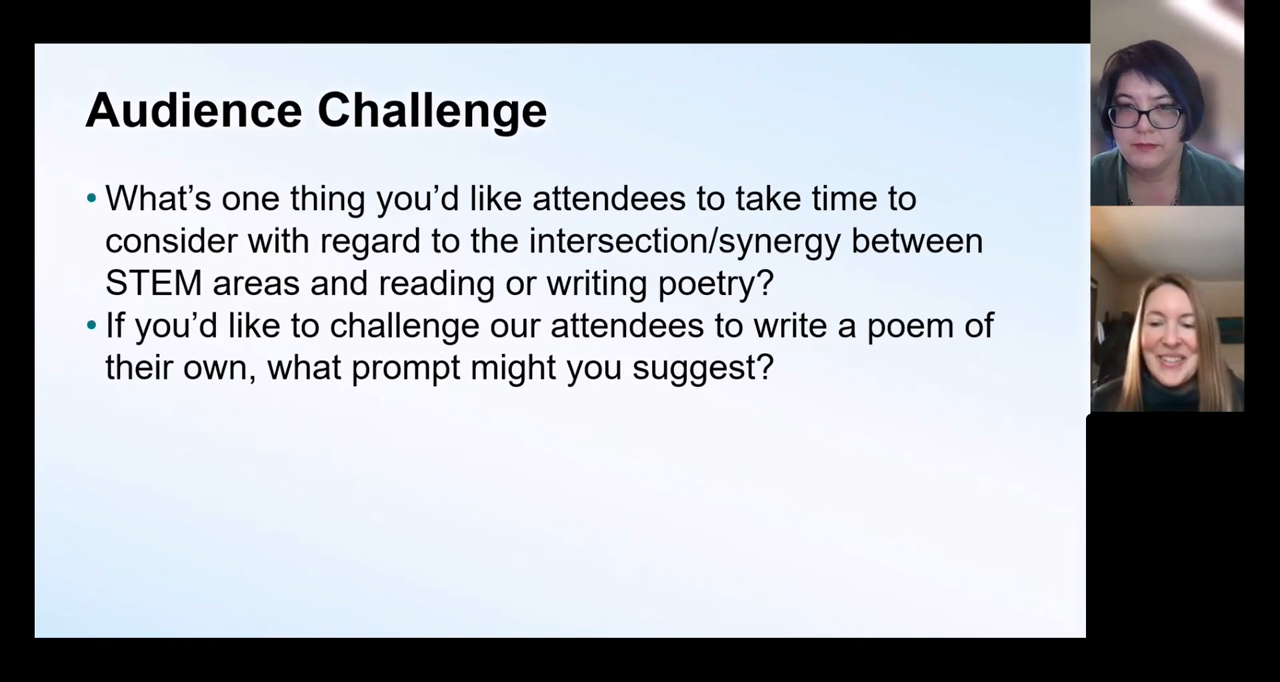 Audience Challenge
• What’s one thing you’d like attendees to take time to
consider with regard to the intersection/synergy between
STEM areas and reading or writing poetry?
• If you’d like to challenge our attendees to write a poem of
their own, what prompt might you suggest?